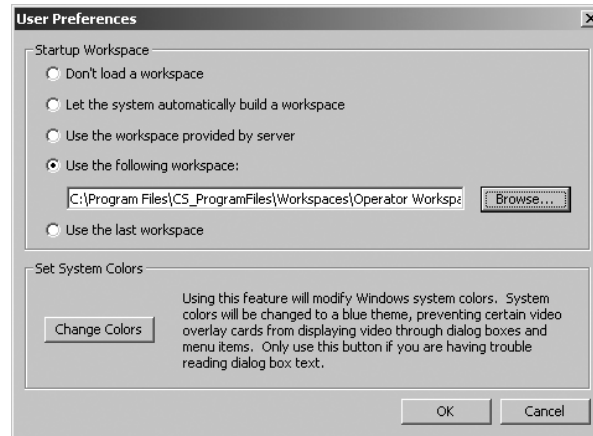 User Preferences
Startup Workspace
Don't load a workspace
Let the system automatically build a workspace
Use the workspace provided by server
Use the following workspace:
C:\Program Files\CS_ProgramFiles\Workspaces\Operator Workspa
Browse...
Use the last workspace
Set System Colors
Change Colors
Using this feature will modify Windows system colors. System
colors will be changed to a blue theme, preventing certain video
overlay cards from displaying video through dialog boxes and
menu items. Only use this button if you are having trouble
reading dialog box text.
OK
Cancel